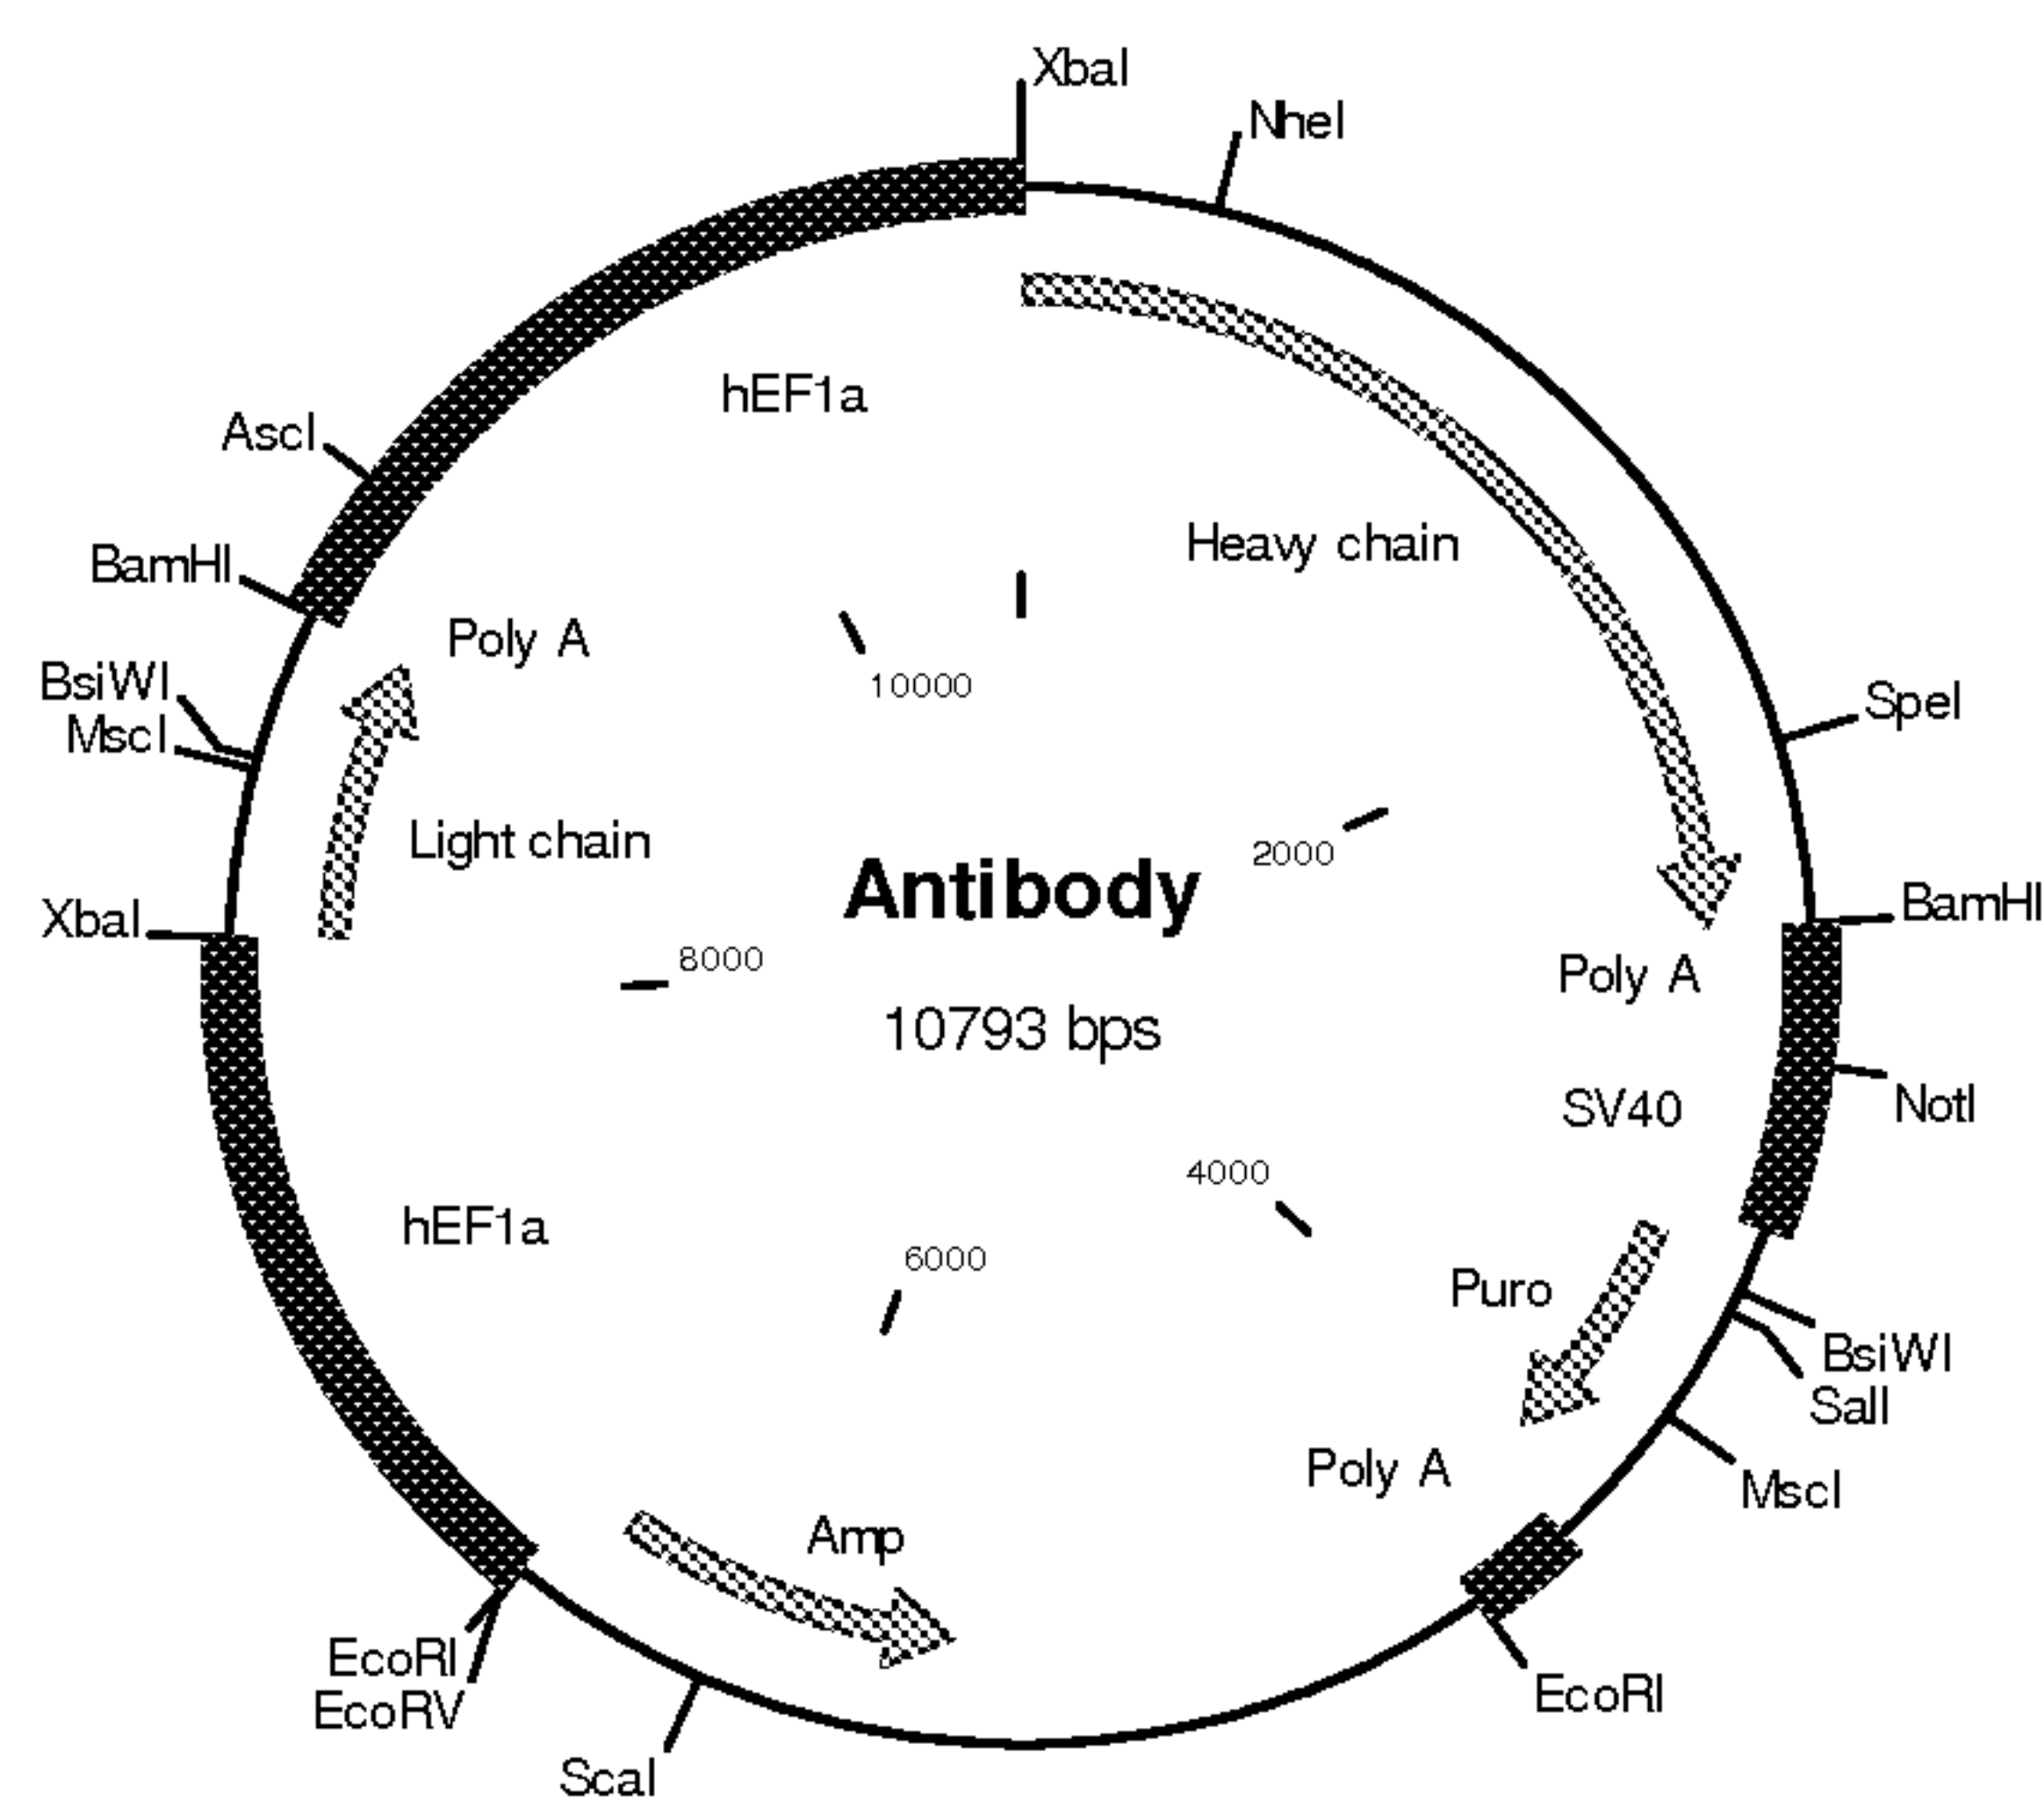 XbaI
NheI
hEF1a
AscI
Heavy chain
BamHI
Poly A
BsiWI
10000
SpeI
MscI
Light chain
2000
Antibody
XbaI
BamHI
8000
Poly A
10793 bps
NotI
SV40
4000
hEF1a
6000
Puro
BsiWI
SalI
Poly A
MscI
Amp
EcoRI
EcoRV
EcoRI
ScaI